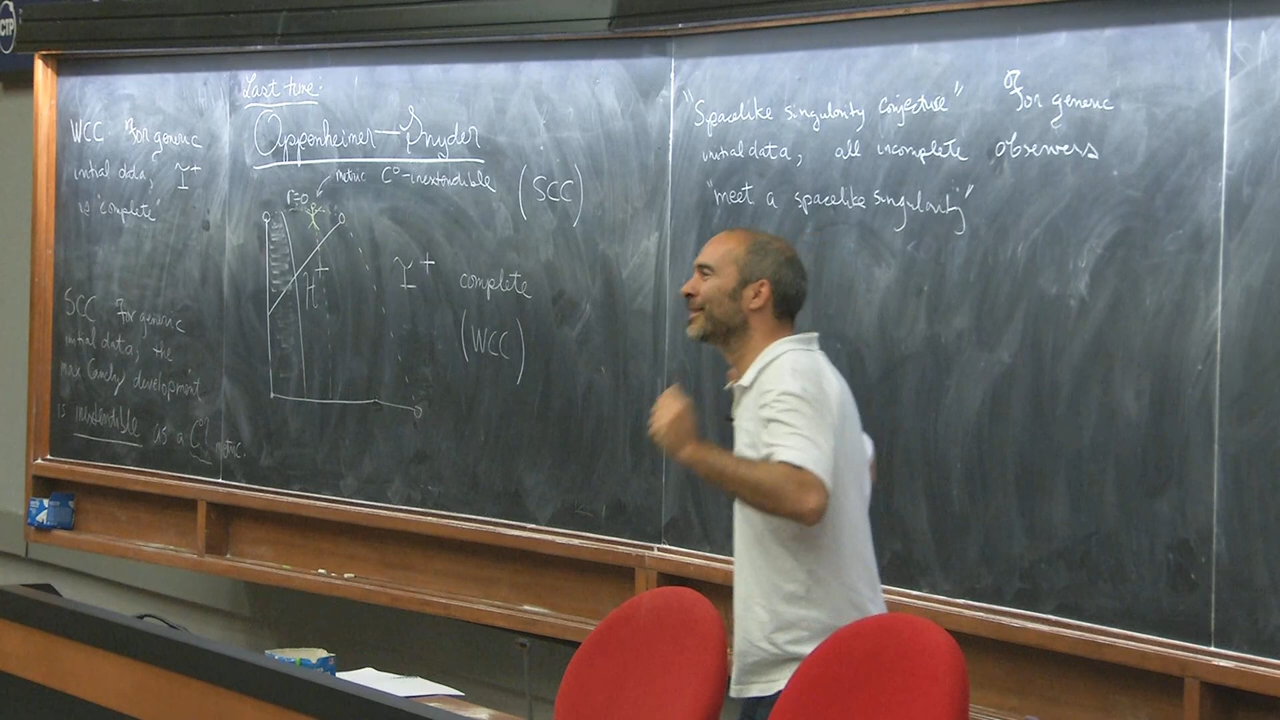 CTP
WCC For generic
initial data, I⁺
is "complete"
SCC For generic
initial data, the
max Cauchy development
is inextendible as a C⁰
metric.
Last time:
Oppenheimer—Snyder
metric C⁰-inextendible
(SCC)
r=0
H⁺
I⁺ complete
(WCC)
"Spacelike singularity conjecture" For generic
initial data, all incomplete observers
"meet a spacelike singularity"